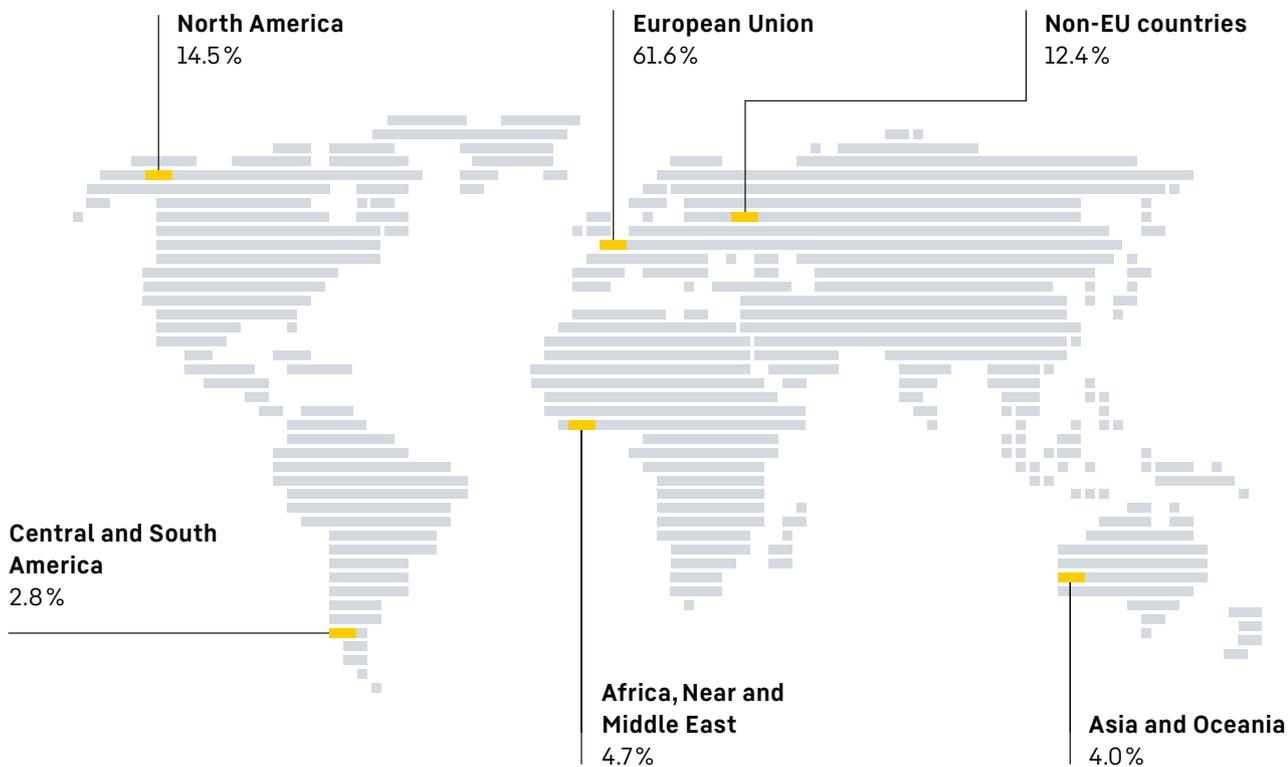 North America
14.5 %
European Union
61.6 %
Non-EU countries
12.4 %
Central and South
America
2.8 %
Africa, Near and
Middle East
4.7 %
Asia and Oceania
4.0 %